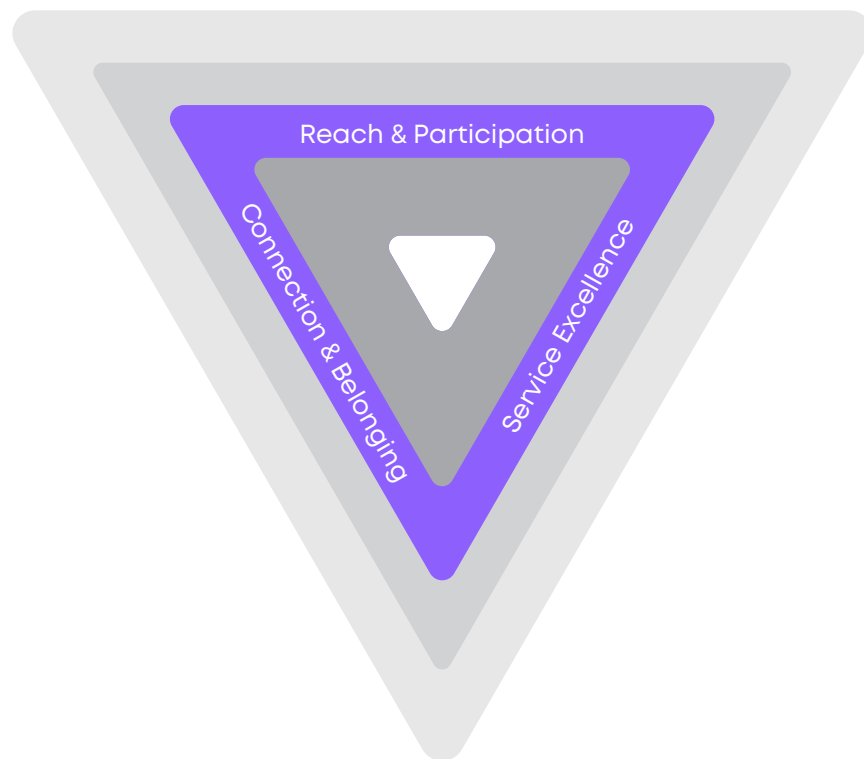 Reach & Participation
Connection & Belonging
Service Excellence